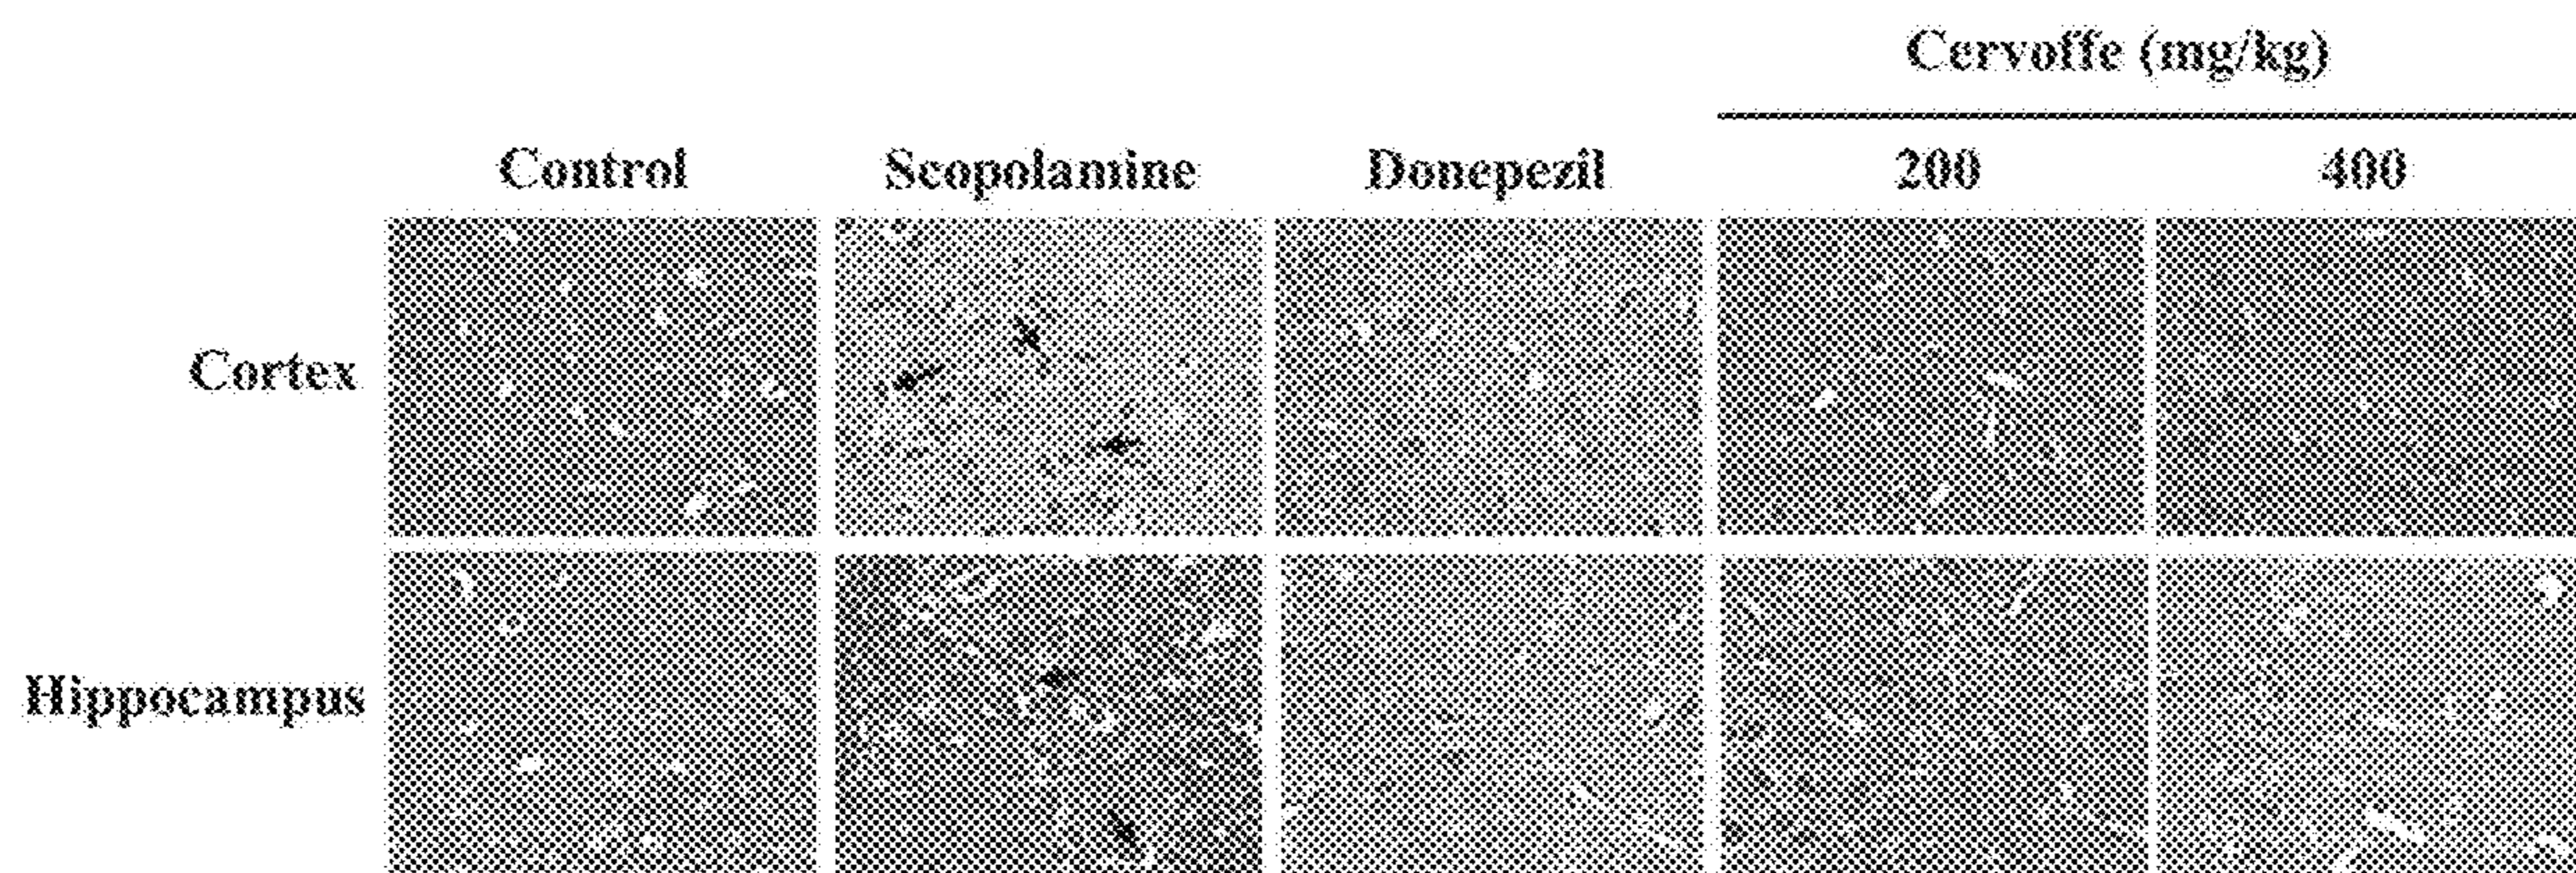 Cervoffe (mg/kg)
Control Scopolamine Donepezil 200 400
Cortex
Hippocampus